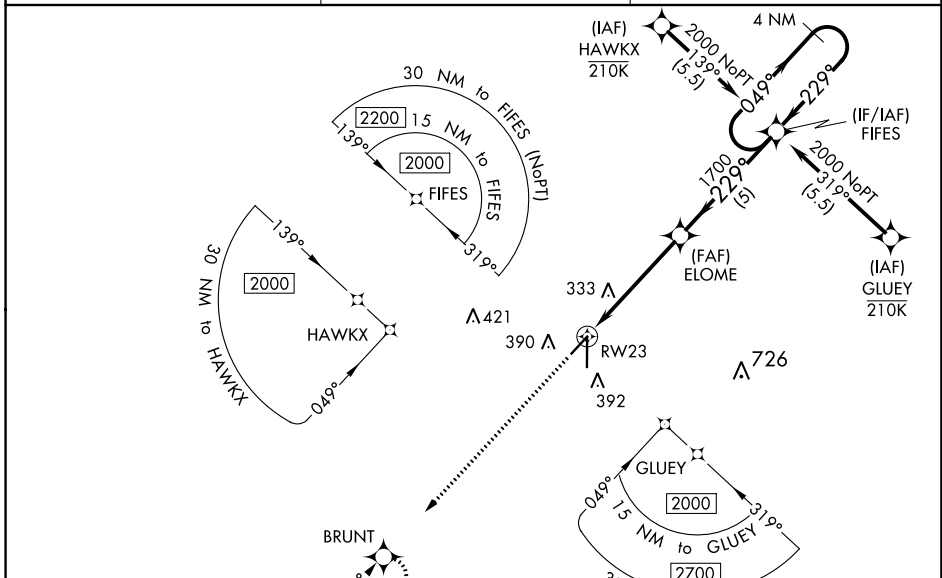 (IAF)
HAWKX
210K
2000 NoPT
139°
(5.5)
4 NM
049°
229°
(IF/IAF)
FIFES
2000 NoPT
319°
(5.5)
(IAF)
GLUEY
210K
1700
229°
(5)
(FAF)
ELOME
30 NM to FIFES (NoPT)
2200
15 NM to FIFES
139°
2000
FIFES
319°
139°
30 NM to HAWKX
2000
HAWKX
049°
421
333
390
RW23
392
726
GLUEY
049°
2000
319°
15 NM to GLUEY
2700
BRUNT